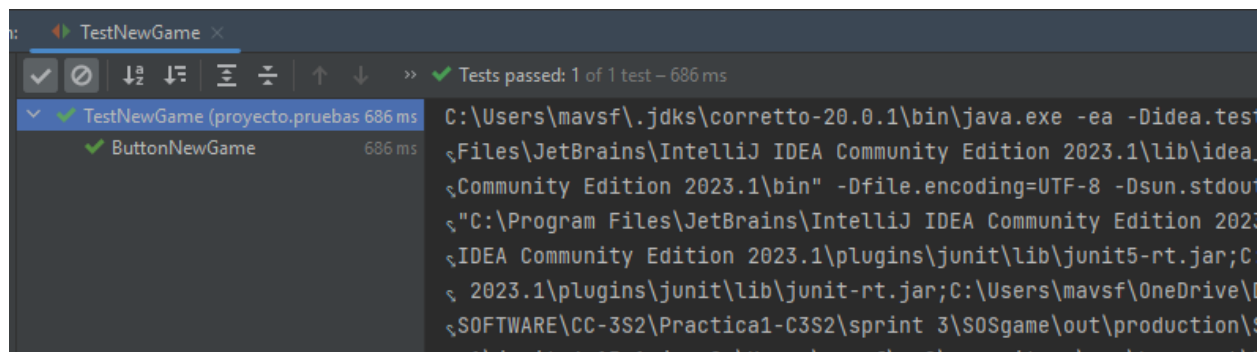 TestNewGame
Tests passed: 1 of 1 test – 686 ms
TestNewGame (proyecto.pruebas 686 ms
ButtonNewGame 686 ms
C:\Users\mavsf\.jdks\corretto-20.0.1\bin\java.exe -ea -Didea.test
Files\JetBrains\IntelliJ IDEA Community Edition 2023.1\lib\idea_
Community Edition 2023.1\bin" -Dfile.encoding=UTF-8 -Dsun.stdout
"C:\Program Files\JetBrains\IntelliJ IDEA Community Edition 2023
IDEA Community Edition 2023.1\plugins\junit\lib\junit5-rt.jar;C
2023.1\plugins\junit\lib\junit-rt.jar;C:\Users\mavsf\OneDrive\D
SOFTWARE\CC-3S2\Practica1-C3S2\sprint 3\SOSgame\out\production\S